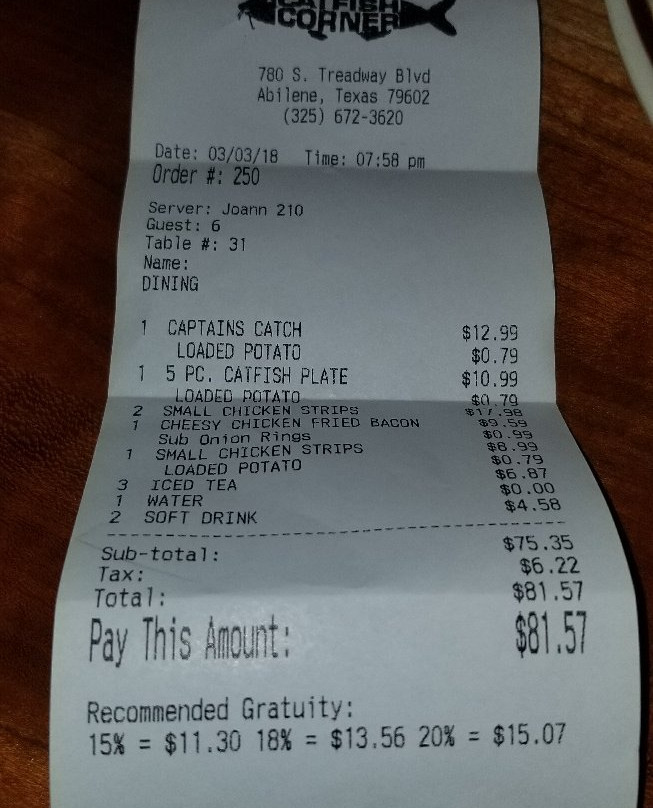 CATFISH
CORNER
780 S. Treadway Blvd
Abilene, Texas 79602
(325) 672-3620
Date: 03/03/18 Time: 07:58 pm
Order #: 250
Server: Joann 210
Guest: 6
Table #: 31
Name:
DINING
1 CAPTAINS CATCH $12.99
LOADED POTATO $0.79
1 5 PC. CATFISH PLATE $10.99
LOADED POTATO $0.79
2 SMALL CHICKEN STRIPS $17.98
1 CHEESY CHICKEN FRIED BACON $9.59
Sub Onion Rings $0.99
1 SMALL CHICKEN STRIPS $8.99
LOADED POTATO $0.79
3 ICED TEA $6.87
1 WATER $0.00
2 SOFT DRINK $4.58
Sub-total: $75.35
Tax: $6.22
Total: $81.57
Pay This Amount: $81.57
Recommended Gratuity:
15% = $11.30 18% = $13.56 20% = $15.07